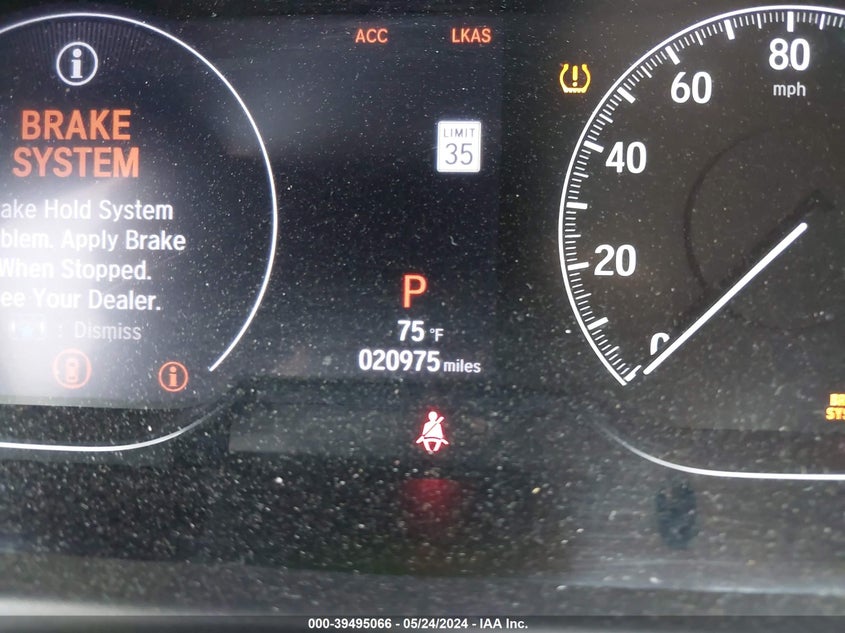 ACC LKAS
80
mph
60
40
20
0
LIMIT
35
BRAKE
SYSTEM
ake Hold System
blem. Apply Brake
When Stopped.
ee Your Dealer.
: Dismiss
P
75 °F
020975 miles
000-39495066 - 05/24/2024 - IAA Inc.